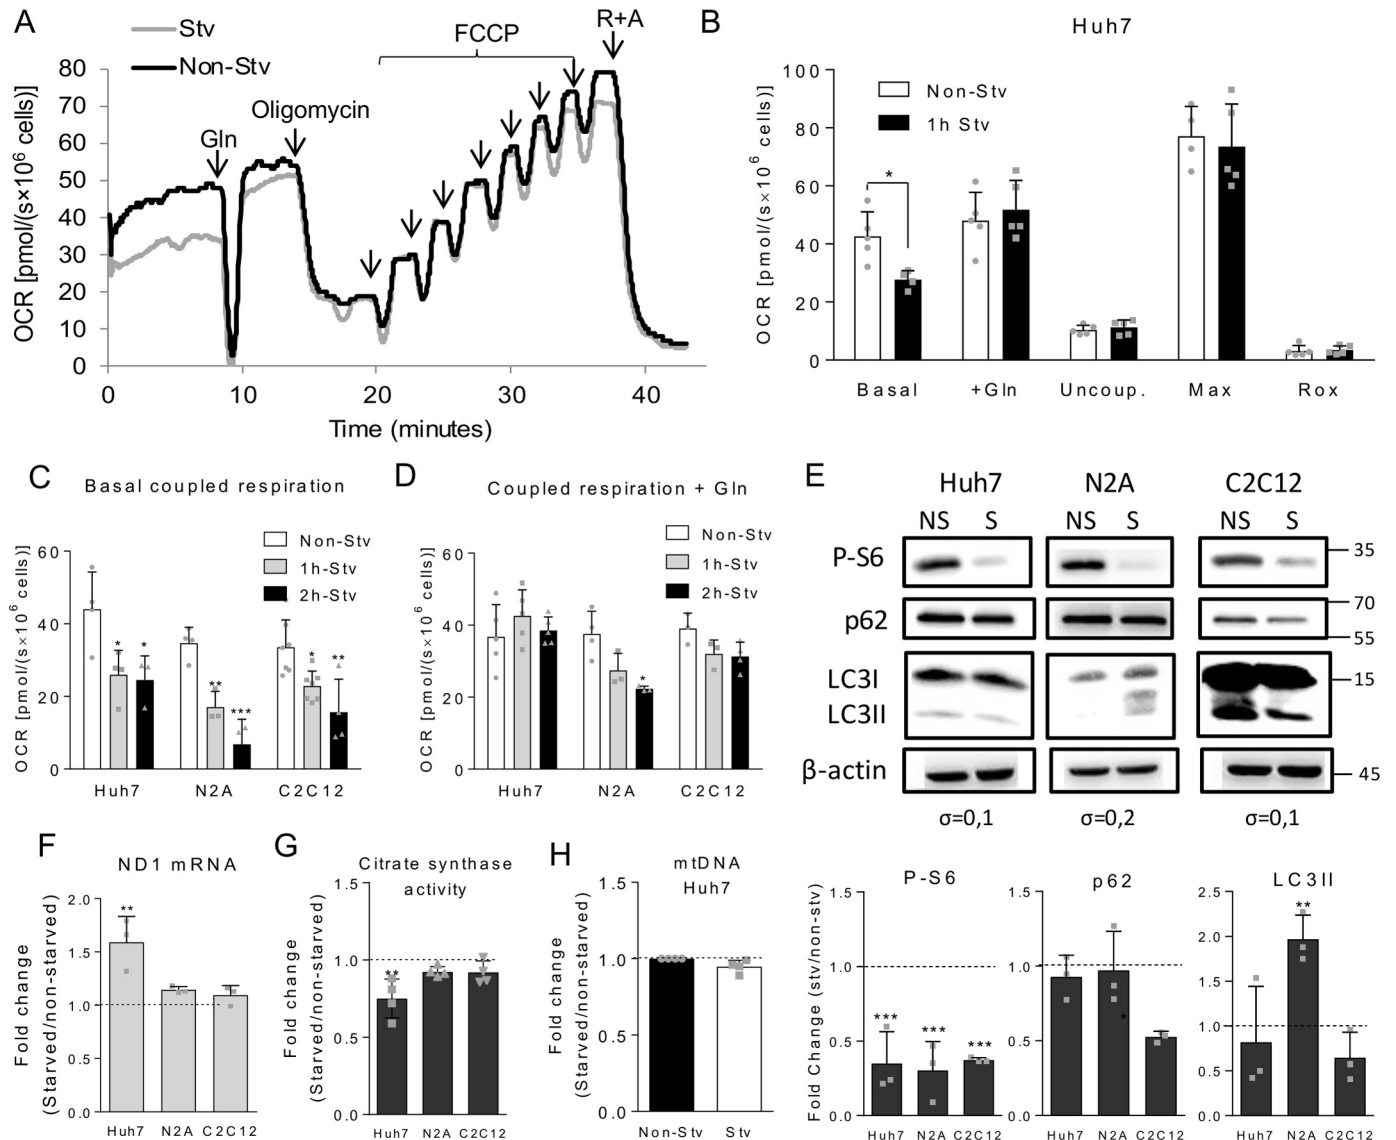 A
Stv
Non-Stv
FCCP
R+A
Gln
Oligomycin
OCR [pmol/(s×10⁶ cells)]
80
70
60
50
40
30
20
10
0
0 10 20 30 40
Time (minutes)
B
Huh7
Non-Stv
1h Stv
*
OCR [pmol/(s×10⁶ cells)]
100
80
60
40
20
0
Basal +Gln Uncoup. Max Rox
C
Basal coupled respiration
Non-Stv
1h-Stv
2h-Stv
OCR [pmol/(s×10⁶ cells)]
60
40
20
0
* * ** *** * **
Huh7 N2A C2C12
D
Coupled respiration + Gln
Non-Stv
1h-Stv
2h-Stv
OCR [pmol/(s×10⁶ cells)]
60
40
20
0
*
Huh7 N2A C2C12
E
Huh7 N2A C2C12
NS S NS S NS S
P-S6 35
p62 70
55
LC3I 15
LC3II
β-actin 45
σ=0,1 σ=0,2 σ=0,1
P-S6
Fold Change (stv/non-stv)
1.5
1.0
0.5
0.0
*** *** ***
Huh7 N2A C2C12
p62
1.5
1.0
0.5
0.0
*
Huh7 N2A C2C12
LC3II
2.5
2.0
1.5
1.0
0.5
0.0
**
Huh7 N2A C2C12
F
ND1 mRNA
Fold change
(Starved/non-starved)
2.0
1.5
1.0
0.5
0.0
**
Huh7 N2A C2C12
G
Citrate synthase
activity
Fold change
(Starved/non-starved)
1.5
1.0
0.5
0.0
**
Huh7 N2A C2C12
H
mtDNA
Huh7
Fold change
(Starved/non-starved)
1.5
1.0
0.5
0.0
Non-Stv Stv